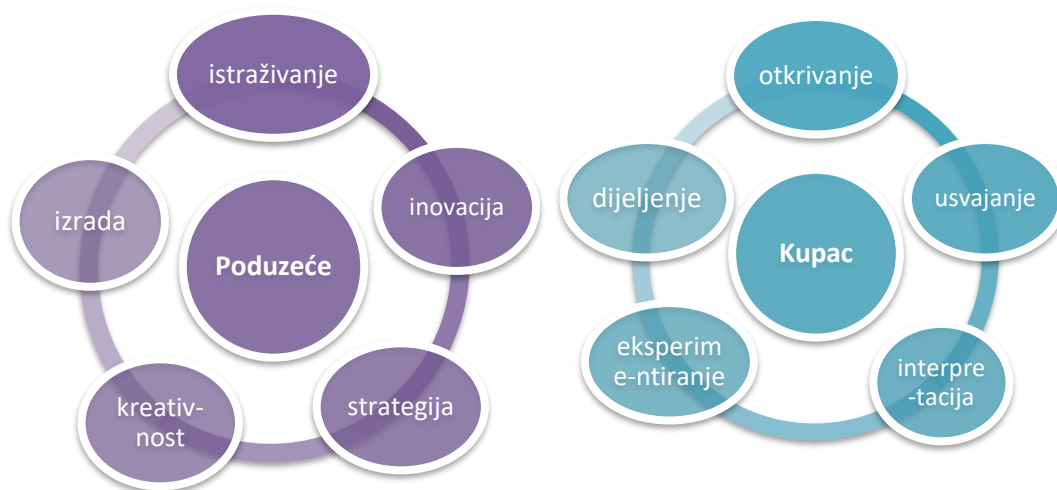 istraživanje
inovacija
strategija
kreativ-
nost
izrada
Poduzeće
otkrivanje
usvajanje
interpre
-tacija
eksperim
e-ntiranje
dijeljenje
Kupac